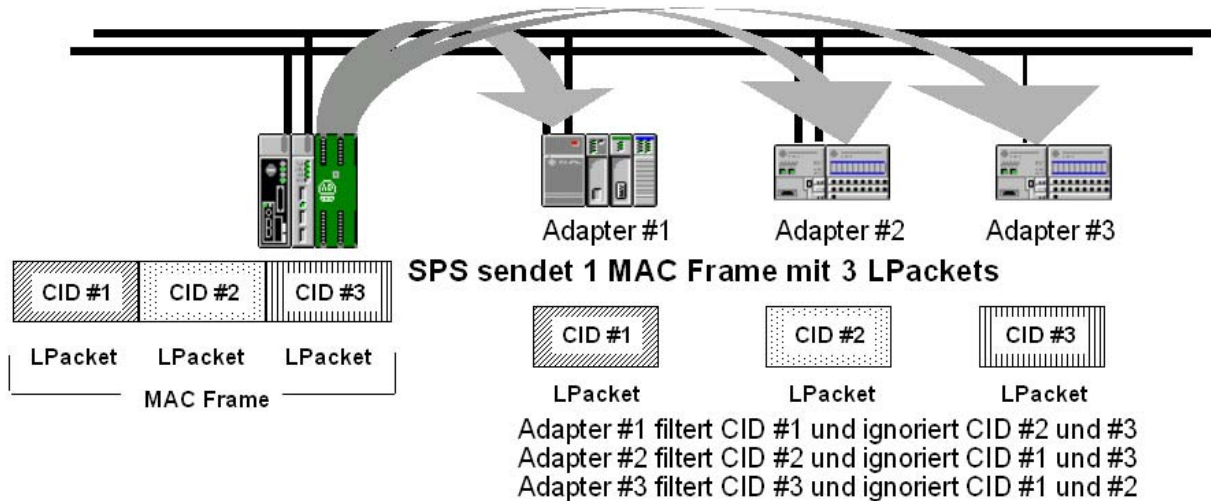 Adapter #1
Adapter #2
Adapter #3
SPS sendet 1 MAC Frame mit 3 LPackets
CID #1
CID #2
CID #3
LPacket
LPacket
LPacket
MAC Frame
CID #1
CID #2
CID #3
LPacket
LPacket
LPacket
Adapter #1 filtert CID #1 und ignoriert CID #2 und #3
Adapter #2 filtert CID #2 und ignoriert CID #1 und #3
Adapter #3 filtert CID #3 und ignoriert CID #1 und #2